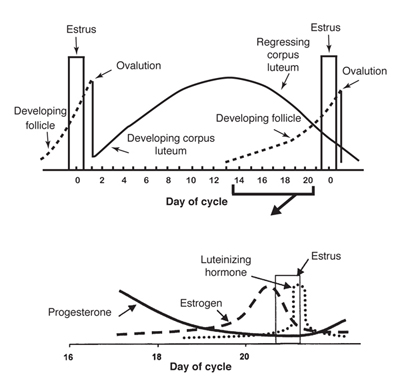 Estrus
Ovalution
Developing
follicle
Developing corpus
luteum
Regressing
corpus
luteum
Developing follicle
Estrus
Ovalution
0 2 4 6 8 10 12 14 16 18 20 0
Day of cycle
Luteinizing
hormone
Estrus
Estrogen
Progesterone
16 18 20
Day of cycle